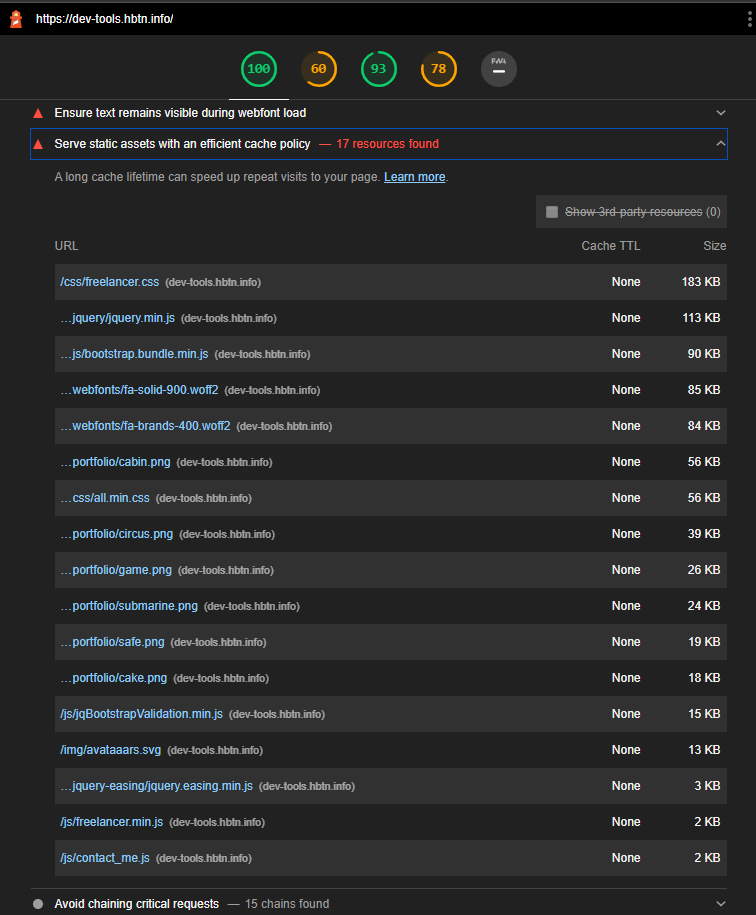 https://dev-tools.hbtn.info/
100 60 93 78 PWA
Ensure text remains visible during webfont load
Serve static assets with an efficient cache policy — 17 resources found
A long cache lifetime can speed up repeat visits to your page. Learn more.
Show 3rd-party resources (0)
URL Cache TTL Size
/css/freelancer.css (dev-tools.hbtn.info) None 183 KB
…jquery/jquery.min.js (dev-tools.hbtn.info) None 113 KB
…js/bootstrap.bundle.min.js (dev-tools.hbtn.info) None 90 KB
…webfonts/fa-solid-900.woff2 (dev-tools.hbtn.info) None 85 KB
…webfonts/fa-brands-400.woff2 (dev-tools.hbtn.info) None 84 KB
…portfolio/cabin.png (dev-tools.hbtn.info) None 56 KB
…css/all.min.css (dev-tools.hbtn.info) None 56 KB
…portfolio/circus.png (dev-tools.hbtn.info) None 39 KB
…portfolio/game.png (dev-tools.hbtn.info) None 26 KB
…portfolio/submarine.png (dev-tools.hbtn.info) None 24 KB
…portfolio/safe.png (dev-tools.hbtn.info) None 19 KB
…portfolio/cake.png (dev-tools.hbtn.info) None 18 KB
/js/jqBootstrapValidation.min.js (dev-tools.hbtn.info) None 15 KB
/img/avataaars.svg (dev-tools.hbtn.info) None 13 KB
…jquery-easing/jquery.easing.min.js (dev-tools.hbtn.info) None 3 KB
/js/freelancer.min.js (dev-tools.hbtn.info) None 2 KB
/js/contact_me.js (dev-tools.hbtn.info) None 2 KB
Avoid chaining critical requests — 15 chains found